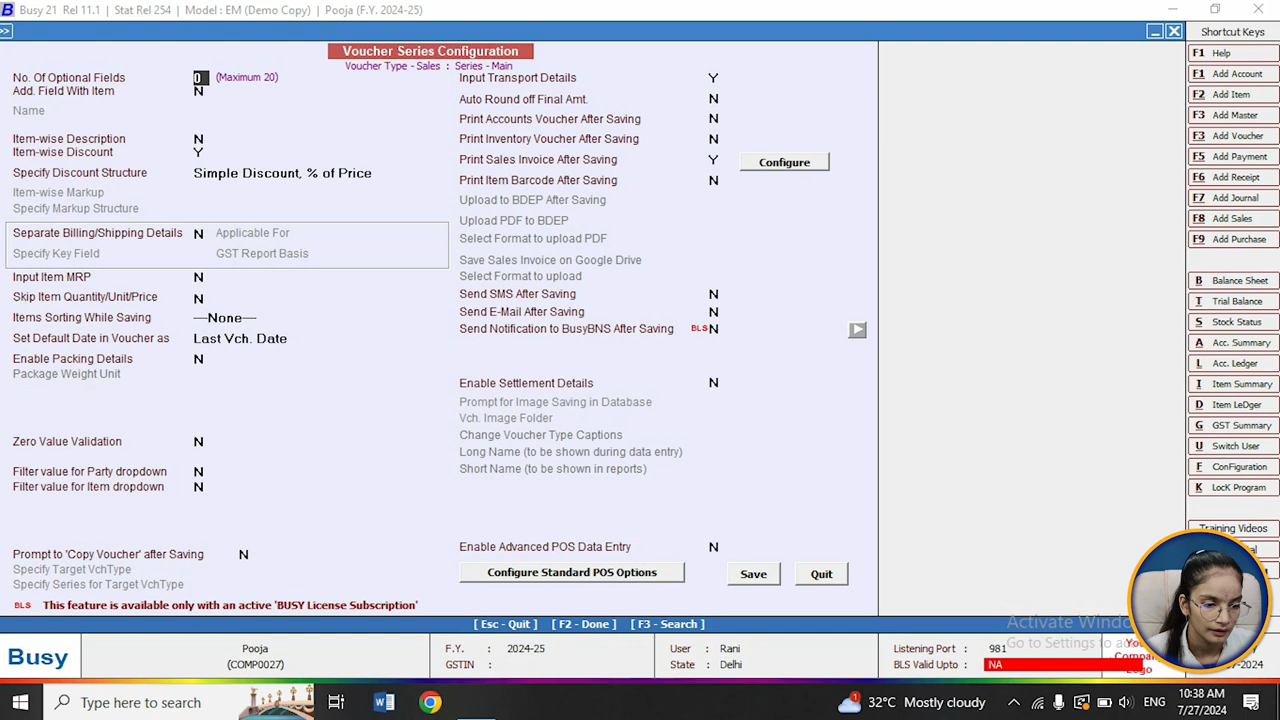 Busy 21 Rel 11.1 | Stat Rel 254 | Model : EM (Demo Copy) | Pooja (F.Y. 2024-25)
>>
Voucher Series Configuration
Voucher Type - Sales : Series - Main
No. Of Optional Fields 0 (Maximum 20)
Add. Field With Item N
Name
Item-wise Description N
Item-wise Discount Y
Specify Discount Structure Simple Discount, % of Price
Item-wise Markup
Specify Markup Structure
Separate Billing/Shipping Details N Applicable For
Specify Key Field GST Report Basis
Input Item MRP N
Skip Item Quantity/Unit/Price N
Items Sorting While Saving —None—
Set Default Date in Voucher as Last Vch. Date
Enable Packing Details N
Package Weight Unit
Zero Value Validation N
Filter value for Party dropdown N
Filter value for Item dropdown N
Prompt to 'Copy Voucher' after Saving N
Specify Target VchType
Specify Series for Target VchType
BLS This feature is available only with an active 'BUSY License Subscription'
Input Transport Details Y
Auto Round off Final Amt. N
Print Accounts Voucher After Saving N
Print Inventory Voucher After Saving N
Print Sales Invoice After Saving Y Configure
Print Item Barcode After Saving N
Upload to BDEP After Saving
Upload PDF to BDEP
Select Format to upload PDF
Save Sales Invoice on Google Drive
Select Format to upload
Send SMS After Saving N
Send E-Mail After Saving N
Send Notification to BusyBNS After Saving BLS N
Enable Settlement Details N
Prompt for Image Saving in Database
Vch. Image Folder
Change Voucher Type Captions
Long Name (to be shown during data entry)
Short Name (to be shown in reports)
Enable Advanced POS Data Entry N
Configure Standard POS Options Save Quit
Shortcut Keys
F1 Help
F1 Add Account
F2 Add Item
F3 Add Master
F3 Add Voucher
F5 Add Payment
F6 Add Receipt
F7 Add Journal
F8 Add Sales
F9 Add Purchase
B Balance Sheet
T Trial Balance
S Stock Status
A Acc. Summary
L Acc. Ledger
I Item Summary
D Item LeDger
G GST Summary
U Switch User
F ConFiguration
K LocK Program
Training Videos
[ Esc - Quit ] [ F2 - Done ] [ F3 - Search ]
Activate
Go to Settings to
Busy
Pooja
(COMP0027)
F.Y. : 2024-25
GSTIN :
User : Rani
State : Delhi
Listening Port : 981
BLS Valid Upto : NA
Type here to search
1 32°C Mostly cloudy
ENG
10:38 AM
7/27/2024